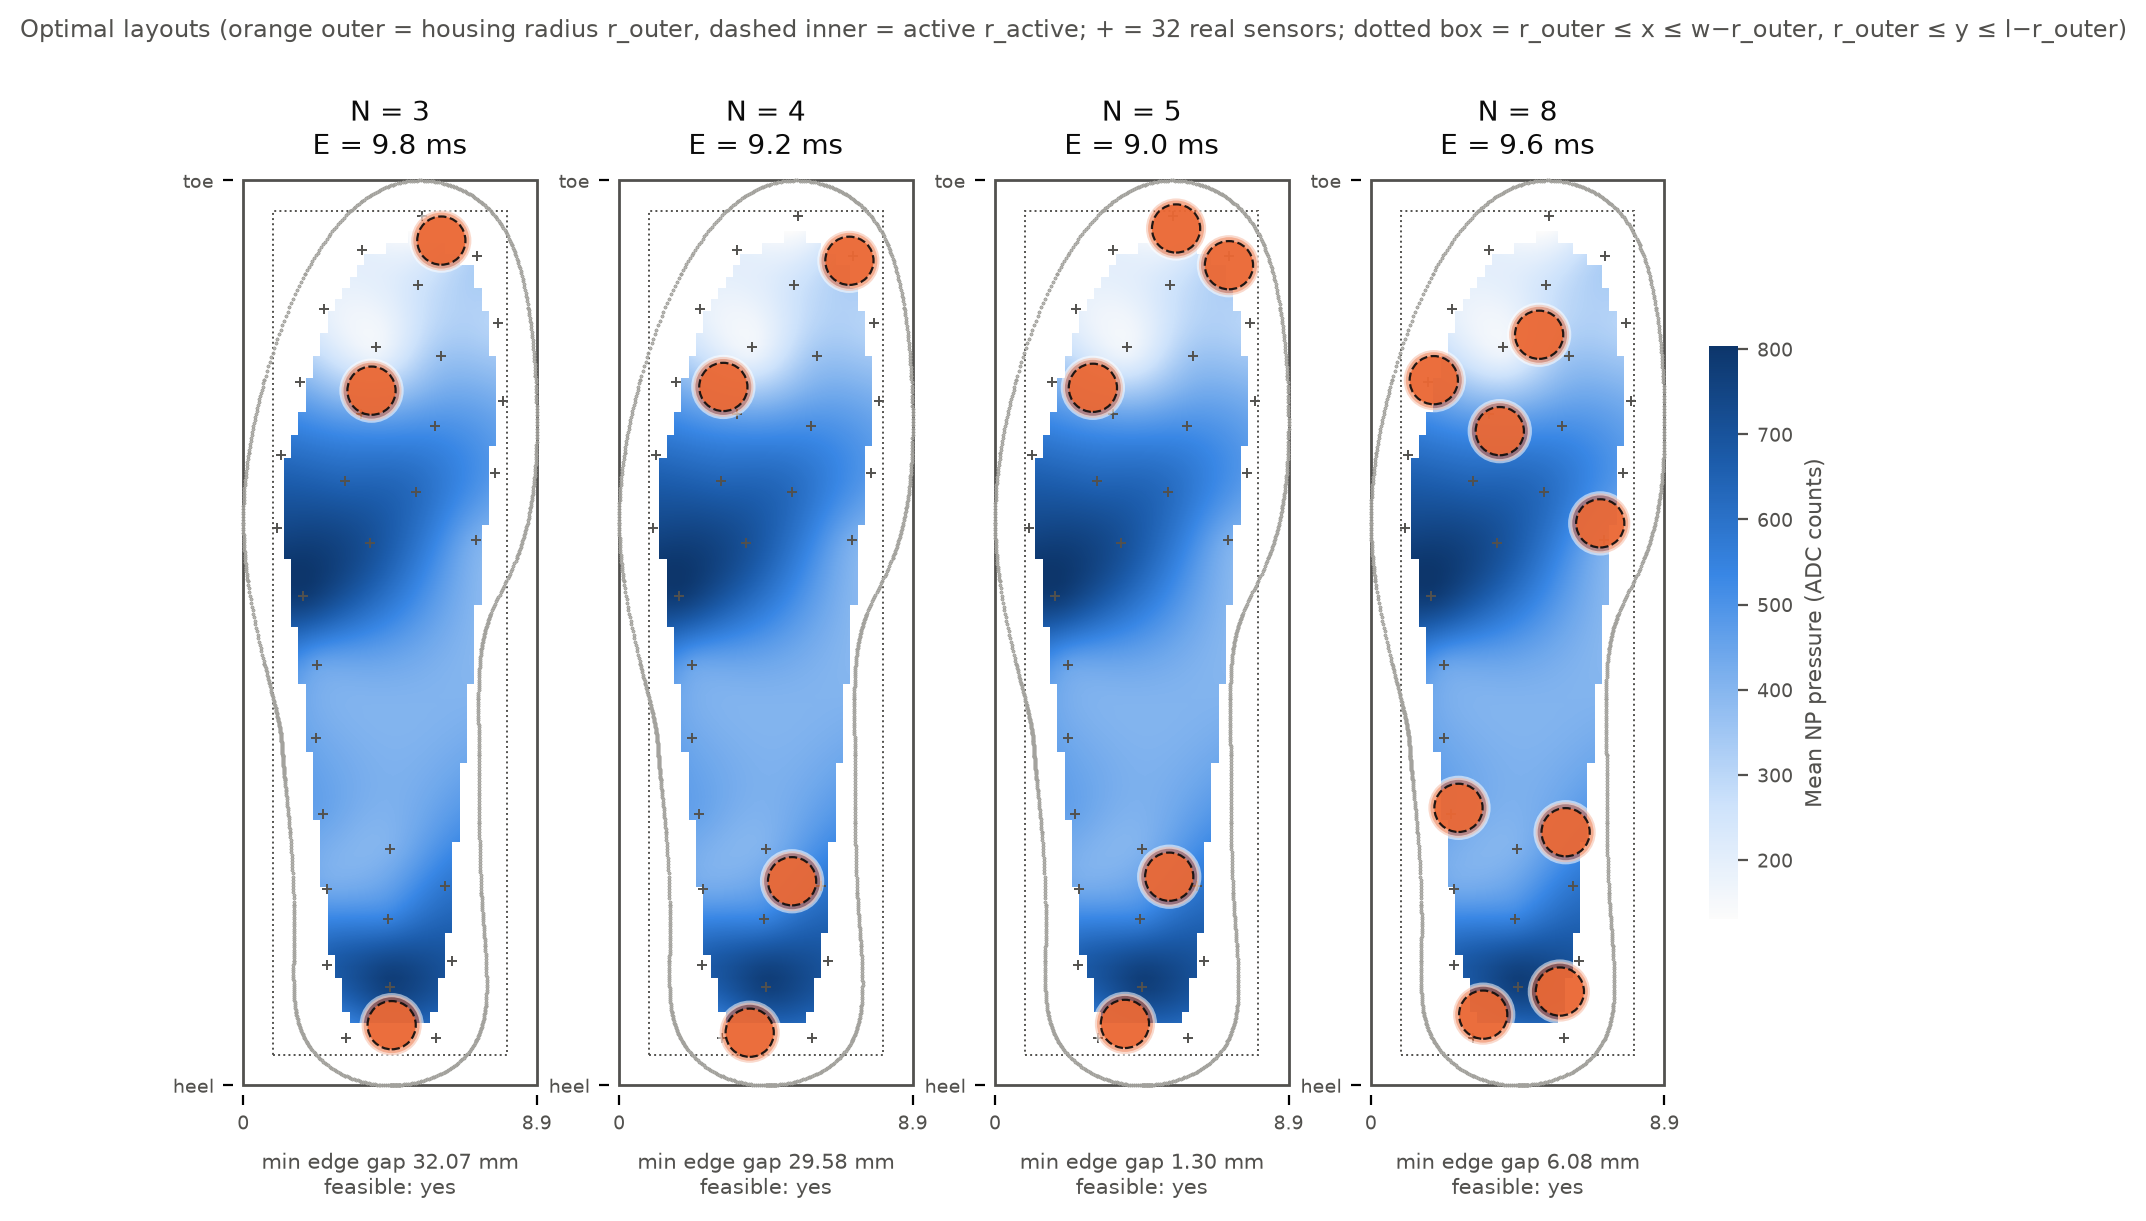 Optimal layouts (orange outer = housing radius r_outer, dashed inner = active r_active; + = 32 real sensors; dotted box = r_outer ≤ x ≤ w−r_outer, r_outer ≤ y ≤ l−r_outer)
N = 3
E = 9.8 ms
N = 4
E = 9.2 ms
N = 5
E = 9.0 ms
N = 8
E = 9.6 ms
toe
toe
toe
toe
heel
heel
heel
heel
0
8.9
0
8.9
0
8.9
0
8.9
min edge gap 32.07 mm
feasible: yes
min edge gap 29.58 mm
feasible: yes
min edge gap 1.30 mm
feasible: yes
min edge gap 6.08 mm
feasible: yes
800
700
600
500
400
300
200
Mean NP pressure (ADC counts)